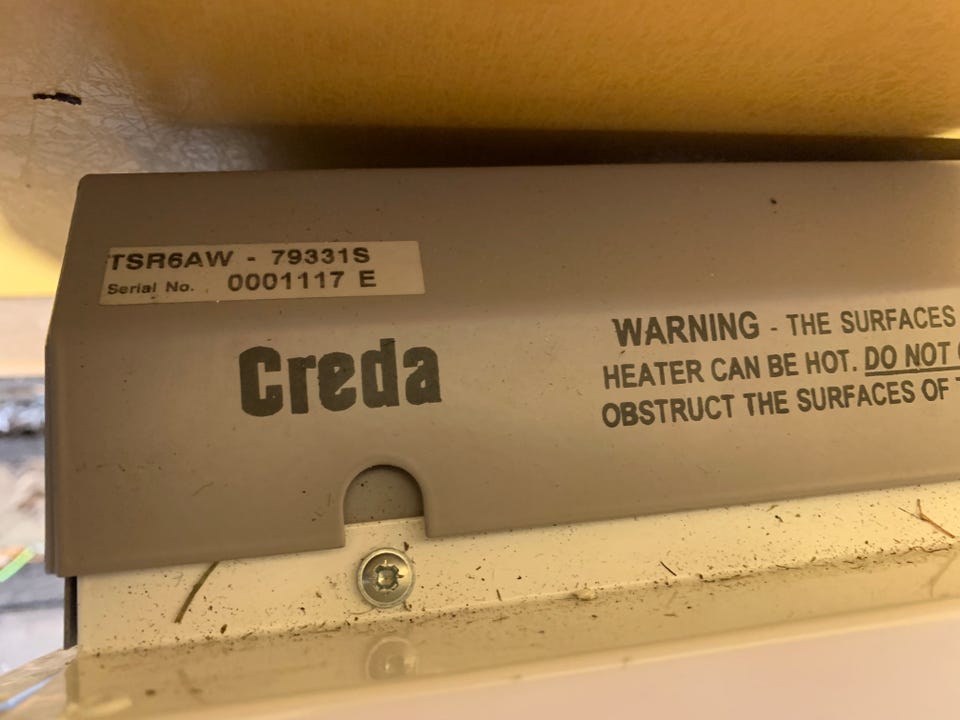 TSR6AW - 79331S
Serial No. 0001117 E
Creda
WARNING - THE SURFACES
HEATER CAN BE HOT. DO NOT
OBSTRUCT THE SURFACES OF